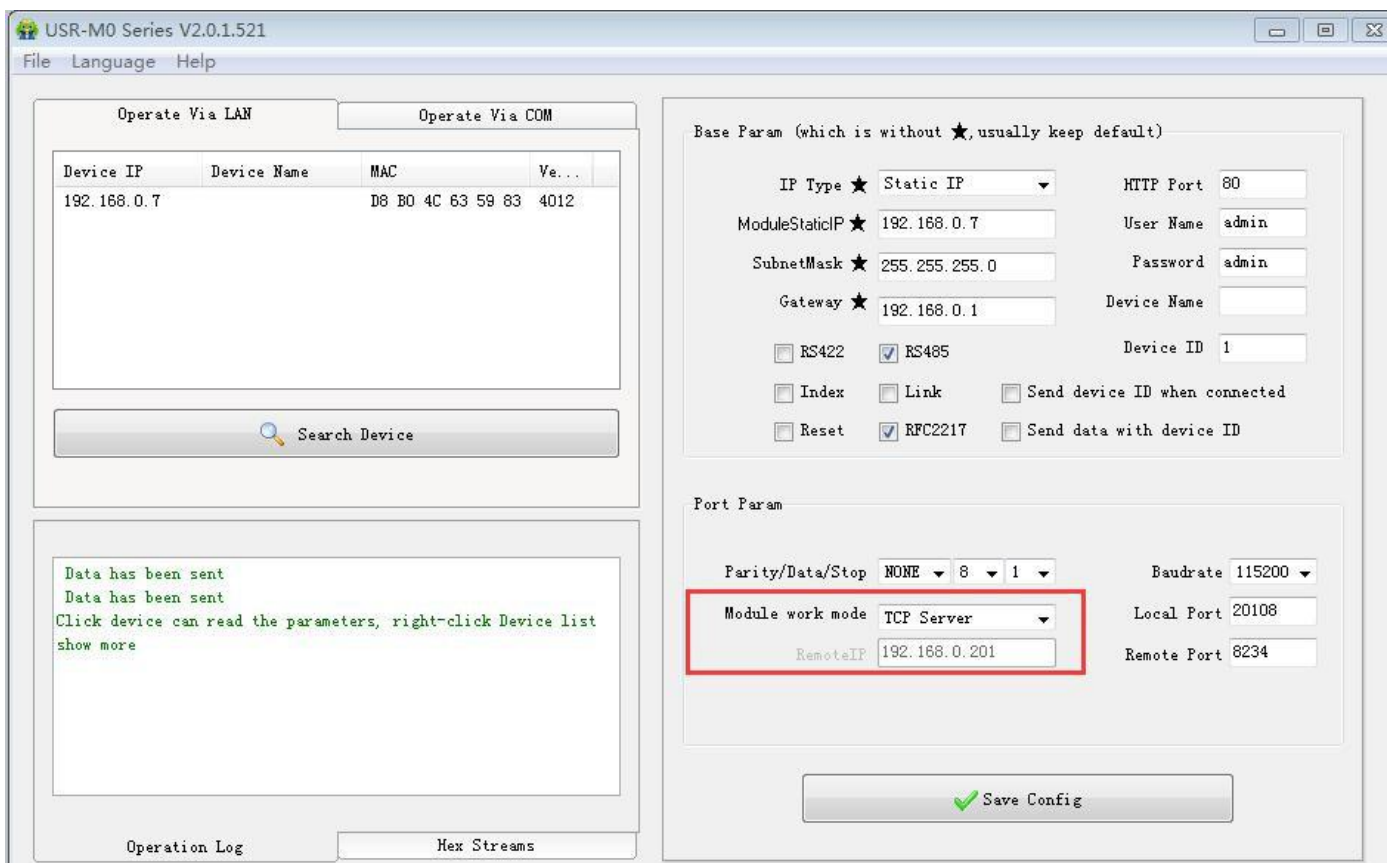 USR-M0 Series V2.0.1.521
File Language Help
Operate Via LAN
Operate Via COM
Device IP Device Name MAC Ve...
192.168.0.7 D8 B0 4C 63 59 83 4012
Search Device
Data has been sent
Data has been sent
Click device can read the parameters, right-click Device list
show more
Operation Log
Hex Streams
Base Param (which is without ★,usually keep default)
IP Type ★ Static IP HTTP Port 80
ModuleStaticIP ★ 192.168.0.7 User Name admin
SubnetMask ★ 255.255.255.0 Password admin
Gateway ★ 192.168.0.1 Device Name
RS422 RS485 Device ID 1
Index Link Send device ID when connected
Reset RFC2217 Send data with device ID
Port Param
Parity/Data/Stop NONE 8 1 Baudrate 115200
Module work mode TCP Server Local Port 20108
RemoteIP 192.168.0.201 Remote Port 8234
Save Config